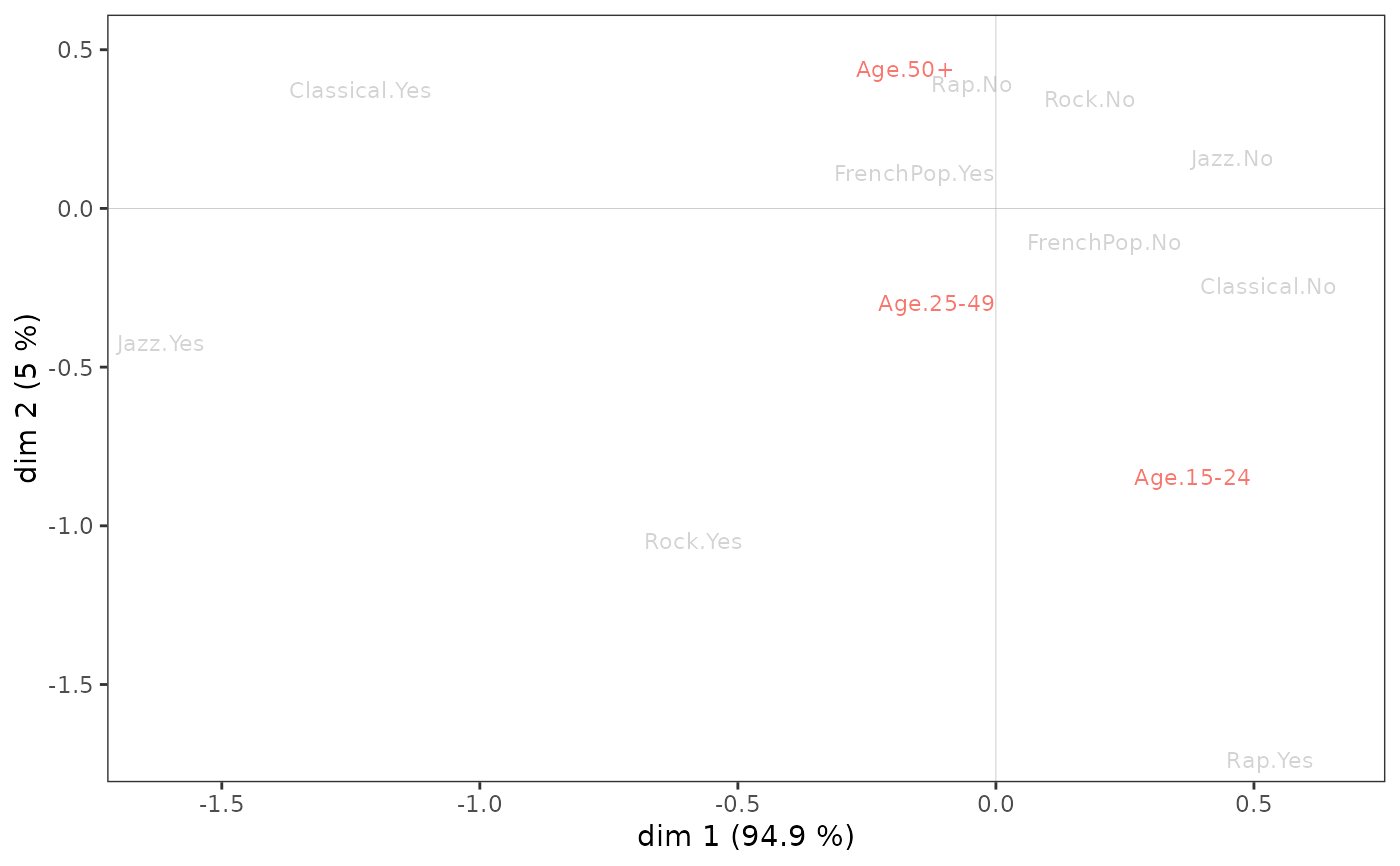 0.5
Age.50+
Classical.Yes
Rap.No
Rock.No
Jazz.No
FrenchPop.Yes
0.0
FrenchPop.No
Classical.No
Age.25-49
Jazz.Yes
-0.5
Age.15-24
-1.0
Rock.Yes
-1.5
Rap.Yes
dim 2 (5 %)
-1.5
-1.0
-0.5
0.0
0.5
dim 1 (94.9 %)